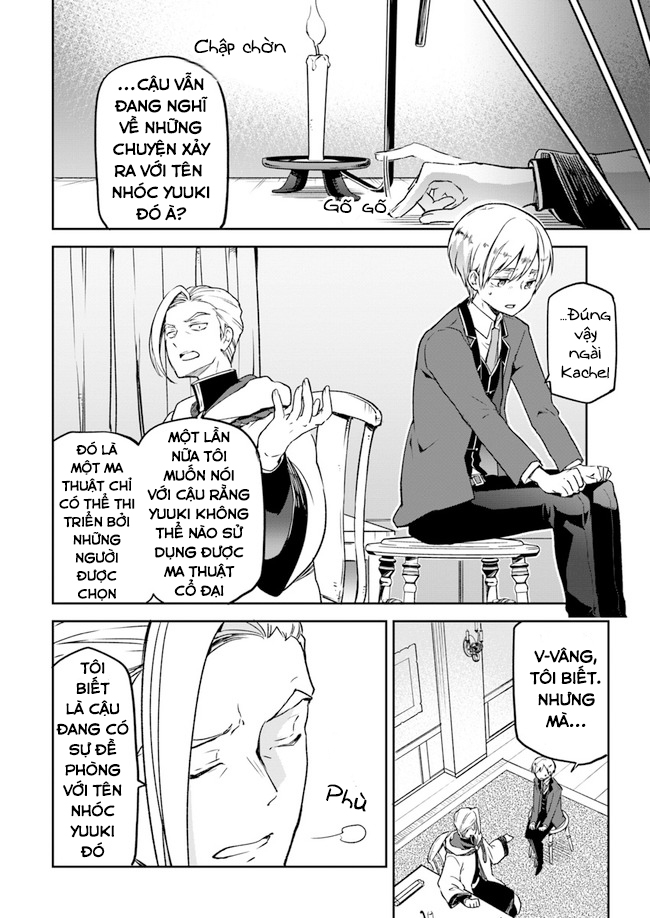 Chập chờn
...CẬU VẪN
ĐANG NGHĨ
VỀ NHỮNG
CHUYỆN XẢY
RA VỚI TÊN
NHÓC YUUKI
ĐÓ À?
Gõ Gõ
...Đúng
vậy
ngài
Kachel
MỘT LẦN
NỮA TÔI
MUỐN NÓI
VỚI CẬU RẰNG
YUUKI KHÔNG
THỂ NÀO SỬ
DỤNG ĐƯỢC
MA THUẬT
CỔ ĐẠI
ĐÓ LÀ
MỘT MA
THUẬT CHỈ
CÓ THỂ THI
TRIỂN BỞI
NHỮNG
NGƯỜI
ĐƯỢC
CHỌN
V-VÂNG,
TÔI BIẾT.
NHƯNG
MÀ...
TÔI
BIẾT
LÀ CẬU
ĐANG CÓ
SỰ ĐỀ
PHÒNG
VỚI TÊN
NHÓC
YUUKI
ĐÓ
Phù